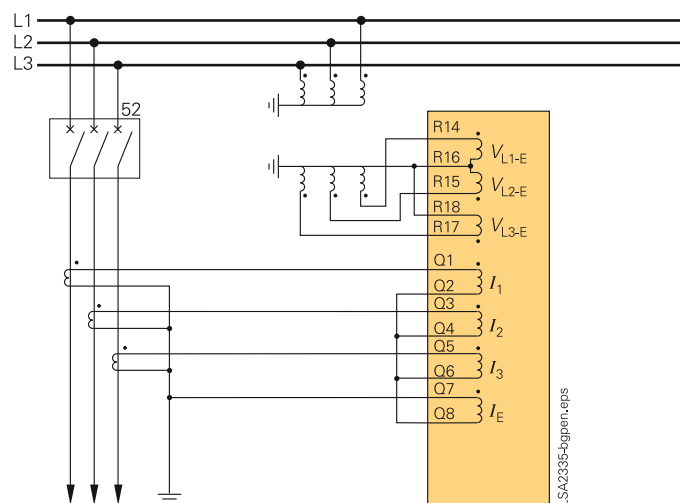 L1
L2
L3
52
R14
R16
R15
R18
R17
V_L1-E
V_L2-E
V_L3-E
Q1
Q2
Q3
Q4
Q5
Q6
Q7
Q8
I_1
I_2
I_3
I_E
LSA2335-bgpen.eps